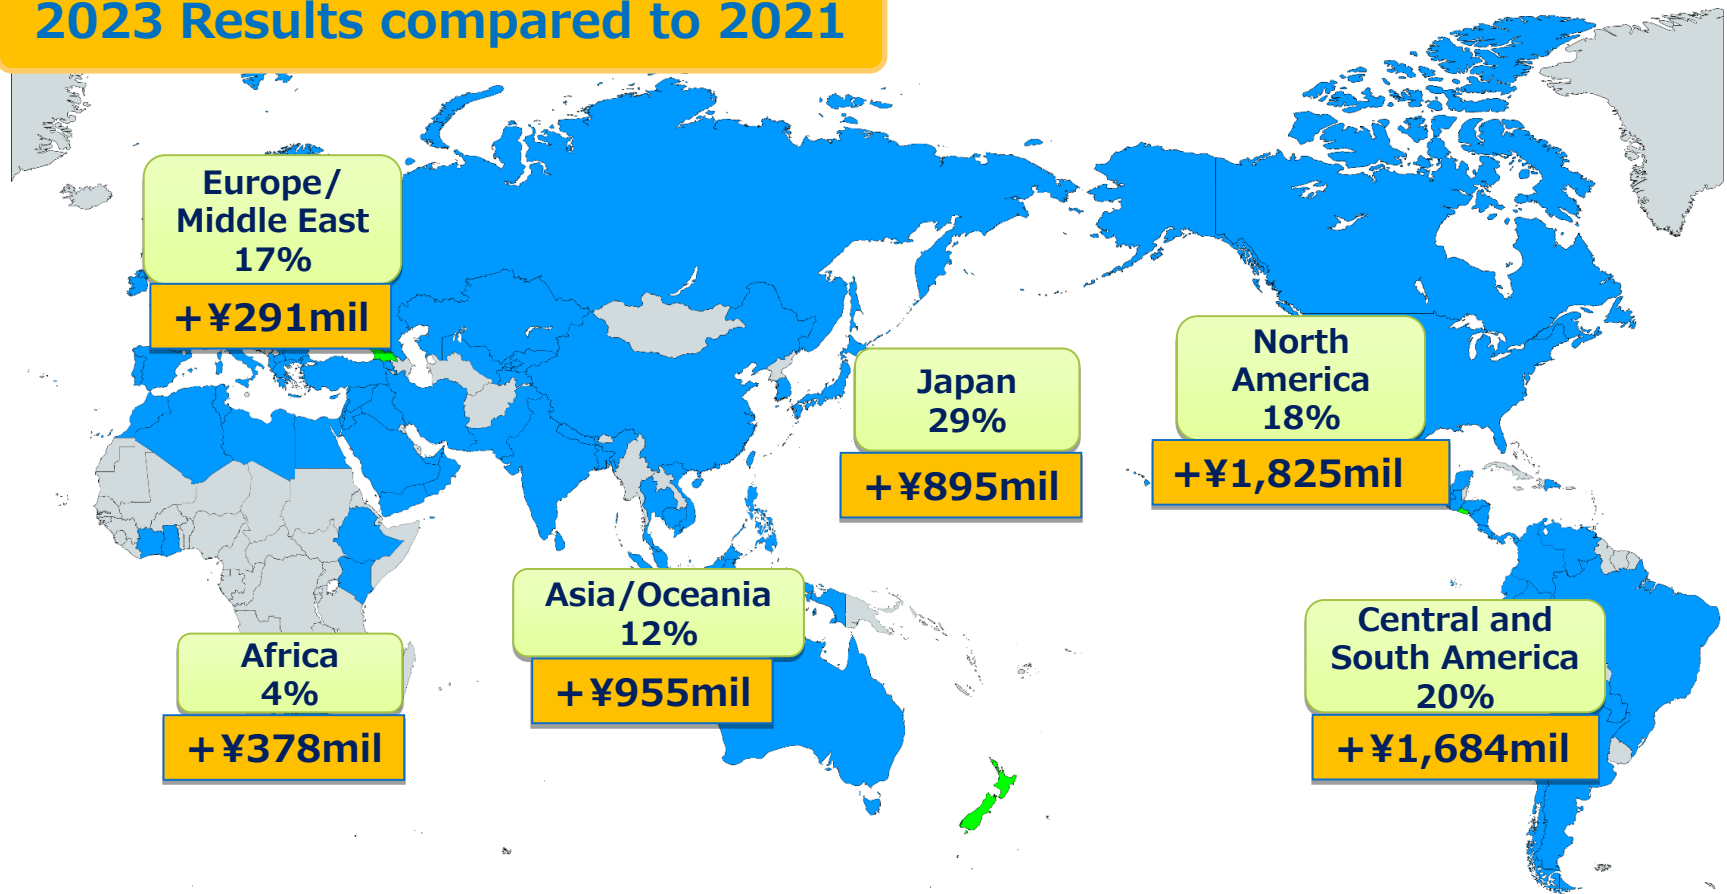 2023 Results compared to 2021
Europe/
Middle East
17%
+¥291mil
Japan
29%
+¥895mil
North
America
18%
+¥1,825mil
Asia/Oceania
12%
+¥955mil
Africa
4%
+¥378mil
Central and
South America
20%
+¥1,684mil